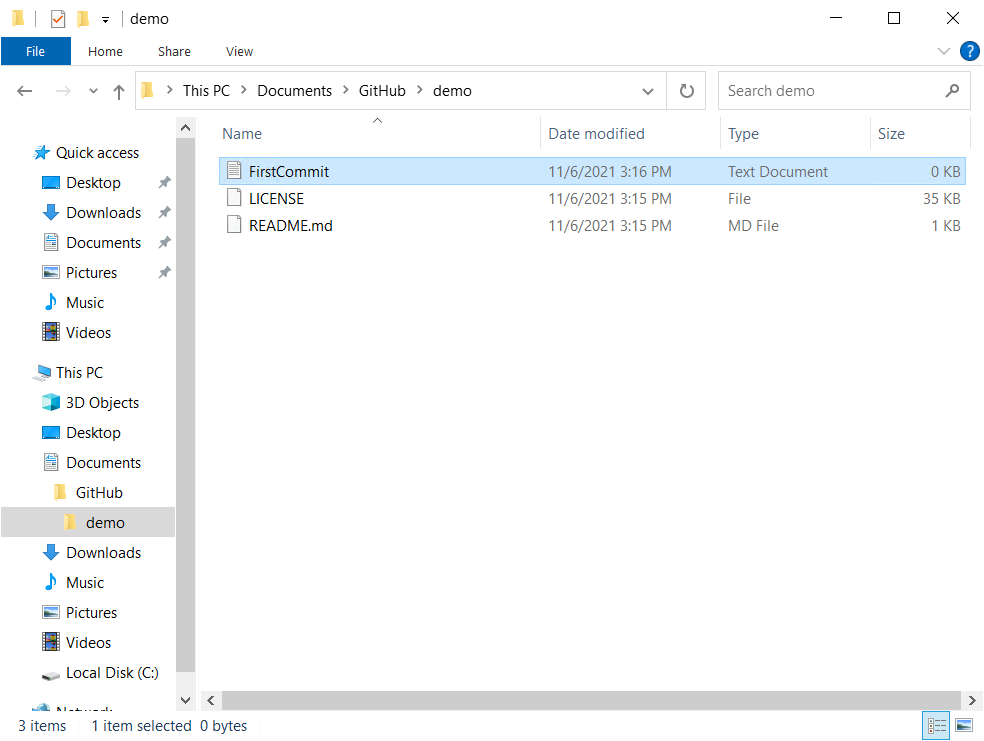 demo
File Home Share View
This PC Documents GitHub demo
Search demo
Name Date modified Type Size
FirstCommit 11/6/2021 3:16 PM Text Document 0 KB
LICENSE 11/6/2021 3:15 PM File 35 KB
README.md 11/6/2021 3:15 PM MD File 1 KB
Quick access
Desktop
Downloads
Documents
Pictures
Music
Videos
This PC
3D Objects
Desktop
Documents
GitHub
demo
Downloads
Music
Pictures
Videos
Local Disk (C:)
Network
3 items 1 item selected 0 bytes